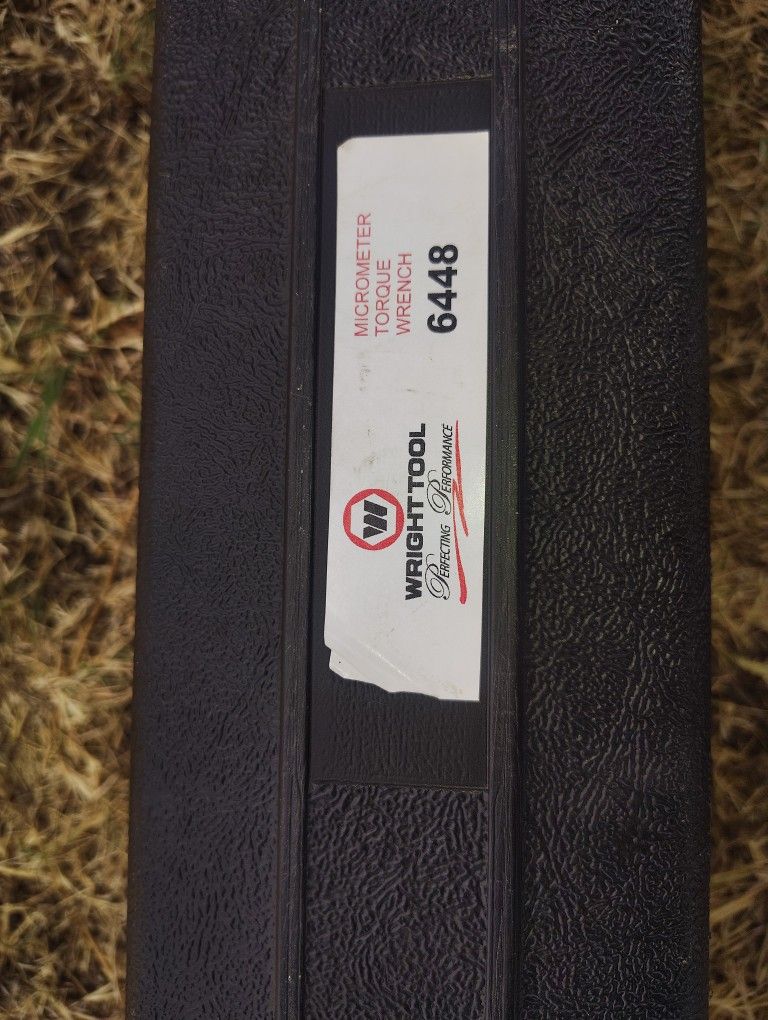 W
WRIGHT TOOL
PERFECTING PERFORMANCE
MICROMETER
TORQUE
WRENCH
6448